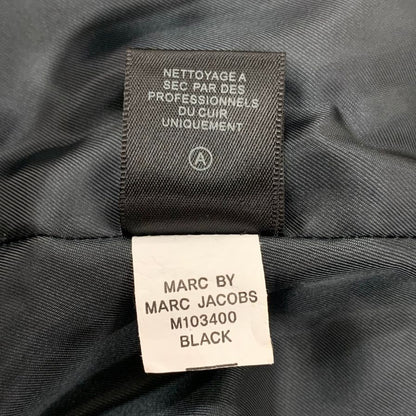 NETTOYAGE A
SEC PAR DES
PROFESSIONNELS
DU CUIR
UNIQUEMENT
A
MARC BY
MARC JACOBS
M103400
BLACK